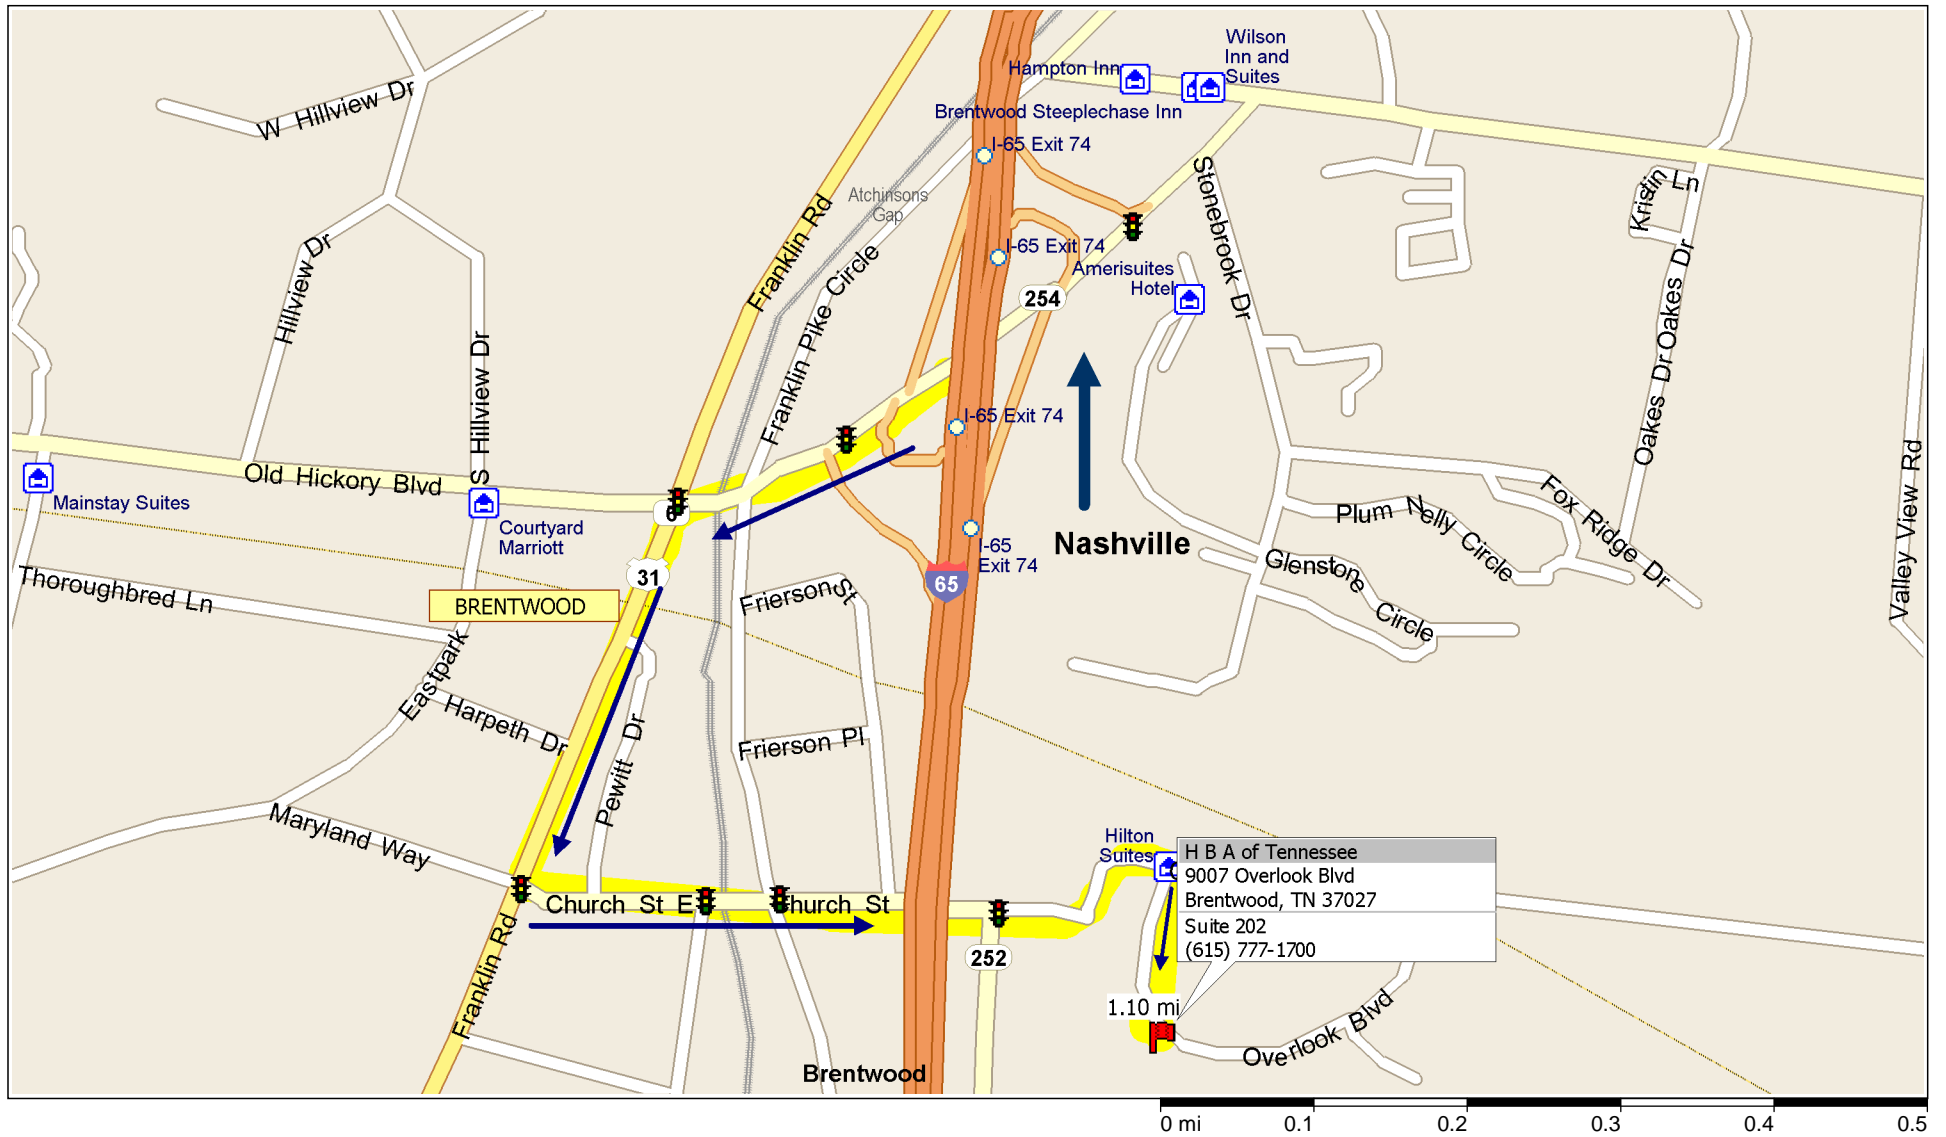 Wilson
Inn and
Suites
Hampton Inn
W Hillview Dr
Brentwood Steeplechase Inn
I-65 Exit 74
Stonebrook Dr
Kristin Ln
Atchinsons
Gap
Franklin Rd
Hillview Dr
Franklin Pike Circle
I-65 Exit 74
Amerisuites
Hotel
254
Oakes Dr
Oakes Dr
S Hillview Dr
I-65 Exit 74
Old Hickory Blvd
Mainstay Suites
6
Courtyard
Marriott
Nashville
Plum Nelly Circle
Fox Ridge Dr
Valley View Rd
I-65
Exit 74
Glenstone Circle
Thoroughbred Ln
31
65
BRENTWOOD
Frierson St
Eastpark
Harpeth Dr
Pewitt Dr
Frierson Pl
Maryland Way
Hilton
Suites
H B A of Tennessee
9007 Overlook Blvd
Brentwood, TN 37027
Suite 202
(615) 777-1700
Church St E
hurch St
252
Franklin Rd
1.10 mi
Overlook Blvd
Brentwood
0 mi 0.1 0.2 0.3 0.4 0.5